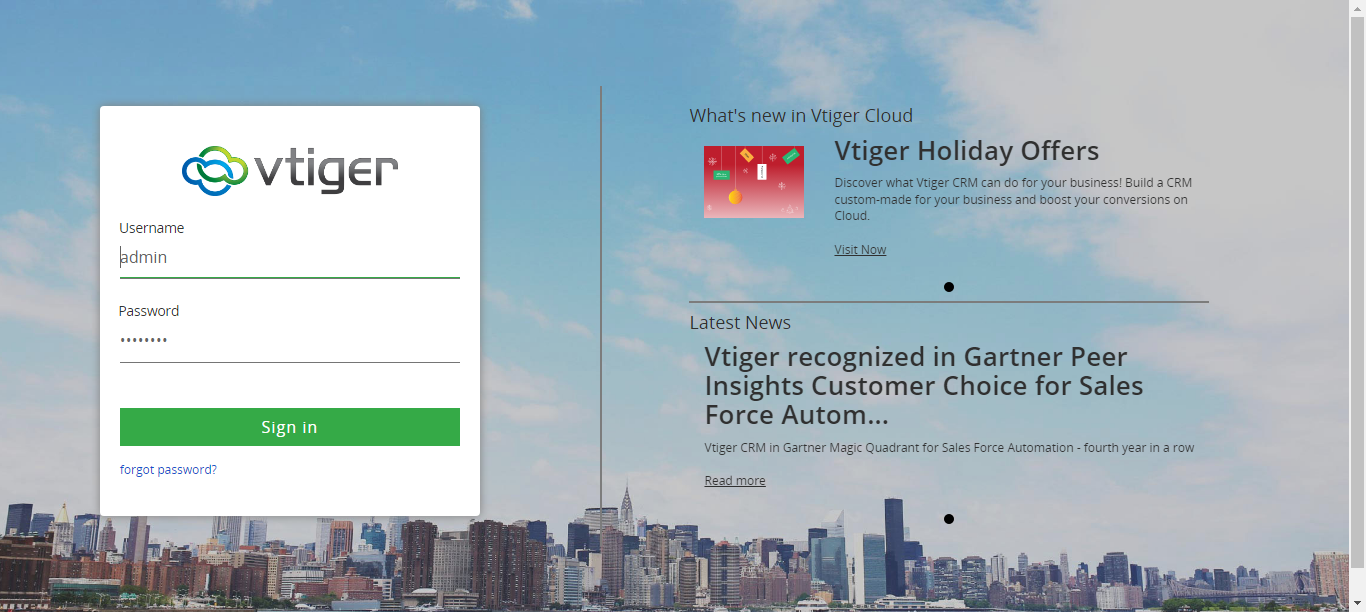 vtiger
Username
admin
Password
••••••••
Sign in
forgot password?
What's new in Vtiger Cloud
Vtiger Holiday Offers
Discover what Vtiger CRM can do for your business! Build a CRM
custom-made for your business and boost your conversions on
Cloud.
Visit Now
Latest News
Vtiger recognized in Gartner Peer
Insights Customer Choice for Sales
Force Autom...
Vtiger CRM in Gartner Magic Quadrant for Sales Force Automation - fourth year in a row
Read more